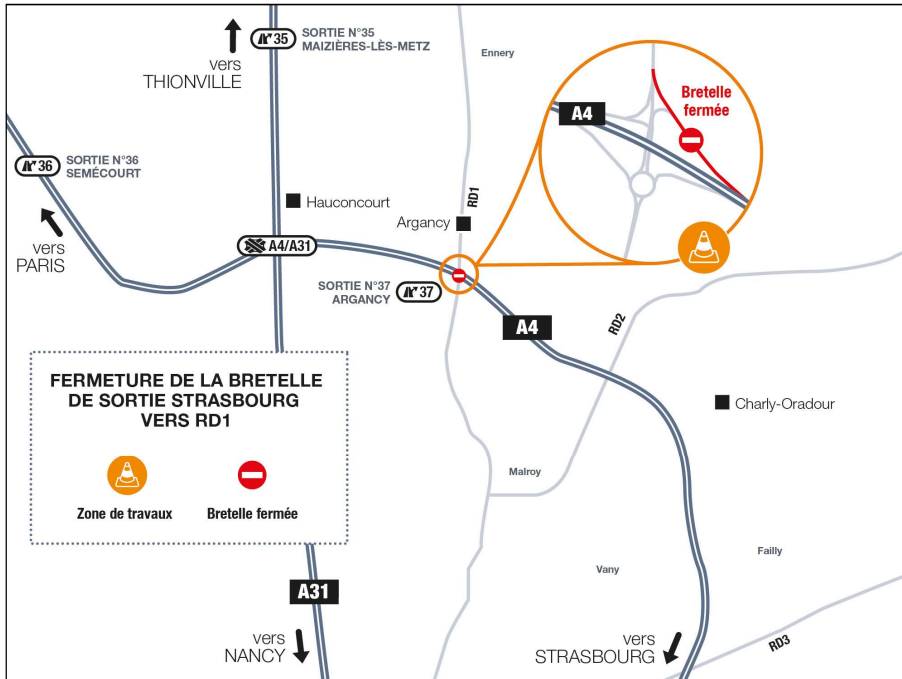 35
SORTIE N°35
MAIZIÈRES-LÈS-METZ
vers
THIONVILLE
Ennery
Bretelle
fermée
A4
36
SORTIE N°36
SEMÉCOURT
RD1
Hauconcourt
Argancy
vers
PARIS
A4/A31
SORTIE N°37
ARGANCY
37
A4
RD2
FERMETURE DE LA BRETELLE
DE SORTIE STRASBOURG
VERS RD1
Zone de travaux
Bretelle fermée
Charly-Oradour
Malroy
Failly
Vany
A31
vers
NANCY
vers
STRASBOURG
RD3